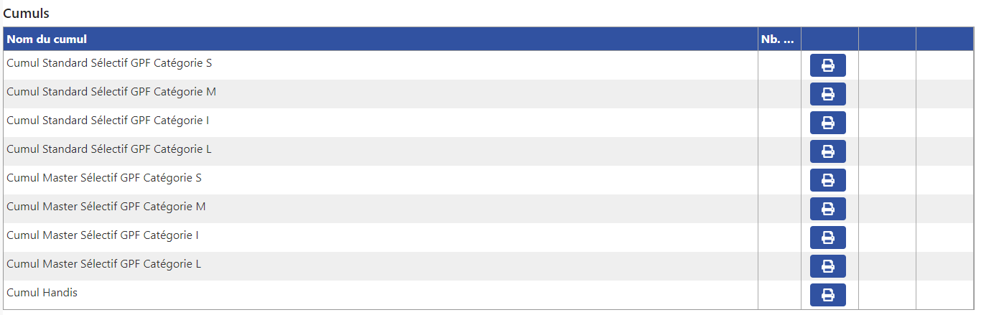 Cumuls
Nom du cumul Nb. ...
Cumul Standard Sélectif GPF Catégorie S
Cumul Standard Sélectif GPF Catégorie M
Cumul Standard Sélectif GPF Catégorie I
Cumul Standard Sélectif GPF Catégorie L
Cumul Master Sélectif GPF Catégorie S
Cumul Master Sélectif GPF Catégorie M
Cumul Master Sélectif GPF Catégorie I
Cumul Master Sélectif GPF Catégorie L
Cumul Handis